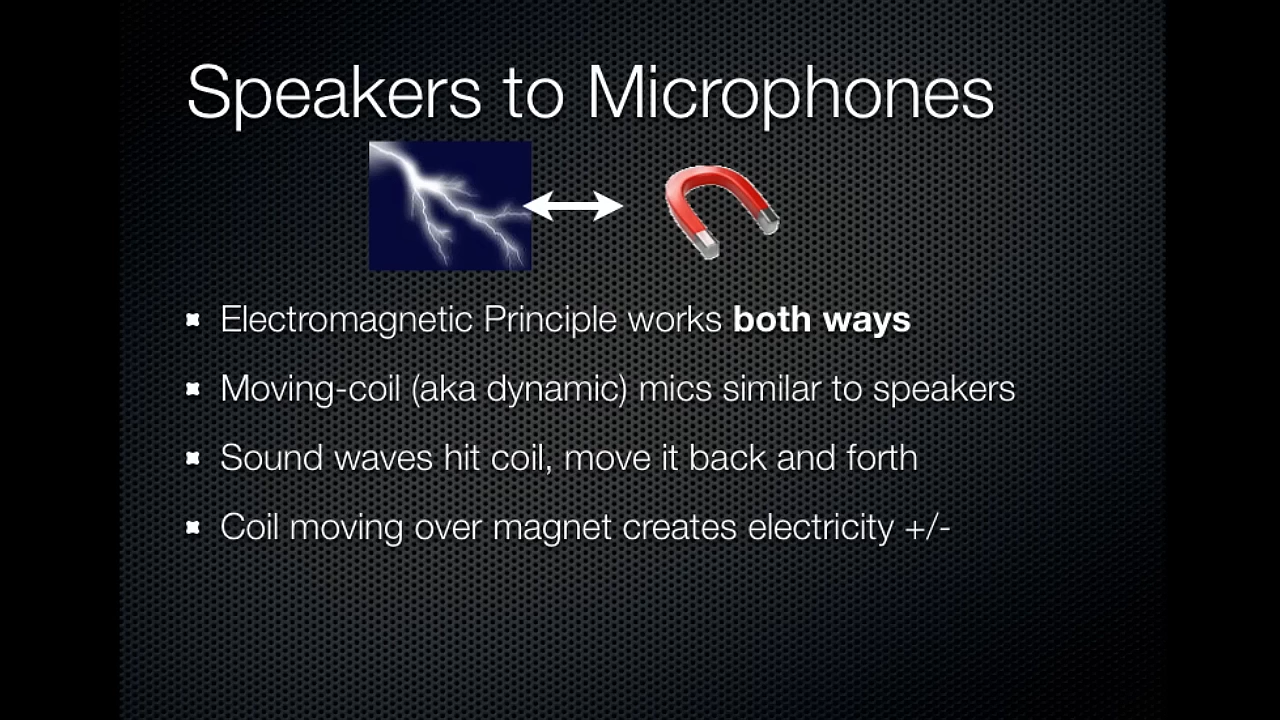 Speakers to Microphones
Electromagnetic Principle works both ways
Moving-coil (aka dynamic) mics similar to speakers
Sound waves hit coil, move it back and forth
Coil moving over magnet creates electricity +/-